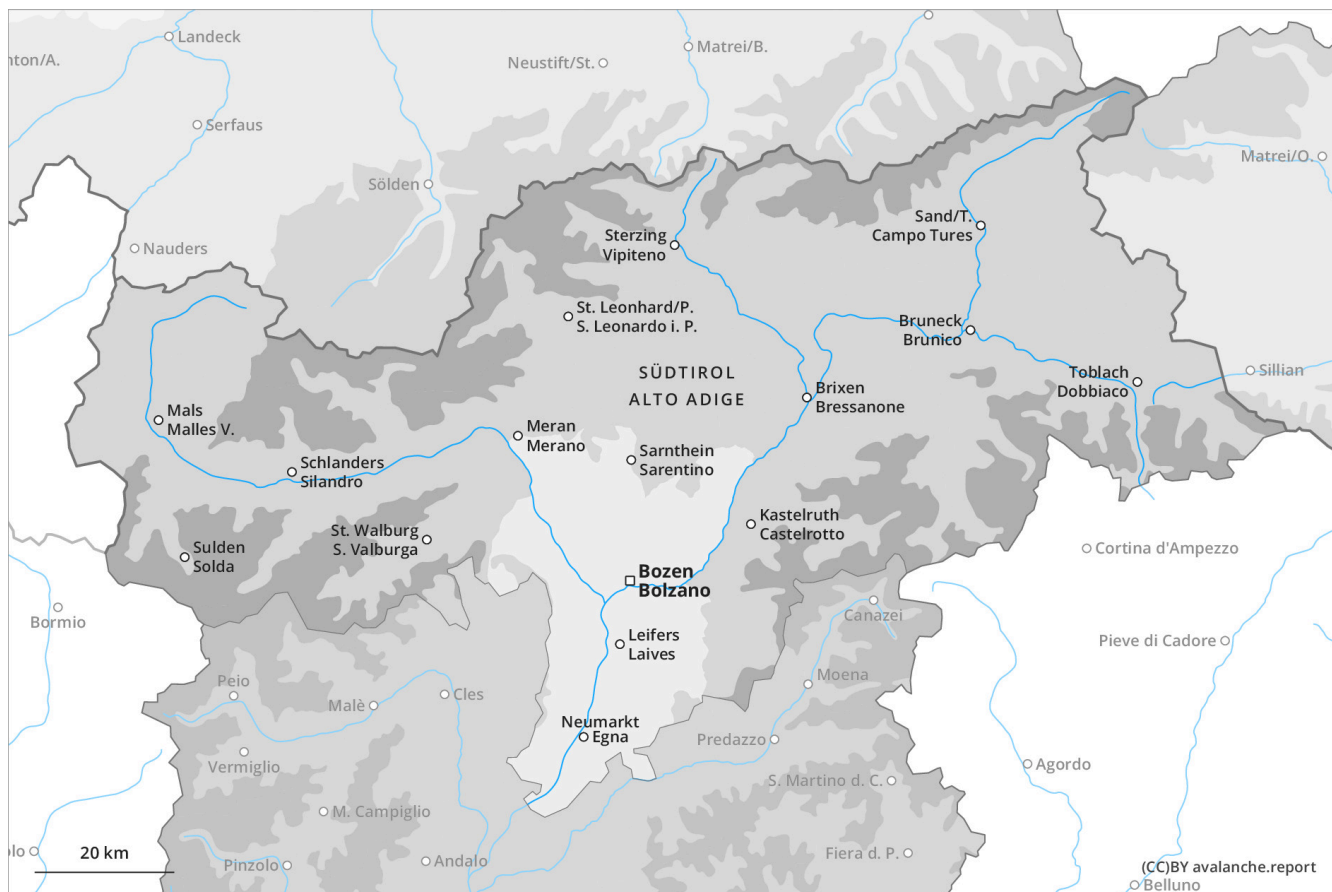 Landeck
nton/A.
Matrei/B.
Neustift/St.
Serfaus
Matrei/O.
Sölden
Sand/T.
Campo Tures
Sterzing
Vipiteno
Nauders
St. Leonhard/P.
S. Leonardo i. P.
Bruneck
Brunico
SÜDTIROL
ALTO ADIGE
Toblach
Dobbiaco
Sillian
Brixen
Bressanone
Mals
Malles V.
Meran
Merano
Sarnthein
Sarentino
Schlanders
Silandro
Kastelruth
Castelrotto
St. Walburg
S. Valburga
Sulden
Solda
Cortina d'Ampezzo
Bozen
Bolzano
Bormio
Canazei
Leifers
Laives
Pieve di Cadore
Peio
Moena
Malè
Cles
Neumarkt
Egna
Predazzo
Vermiglio
Agordo
S. Martino d. C.
M. Campiglio
20 km
olo
Pinzolo
Andalo
Fiera d. P.
(CC)BY avalanche.report
Belluno